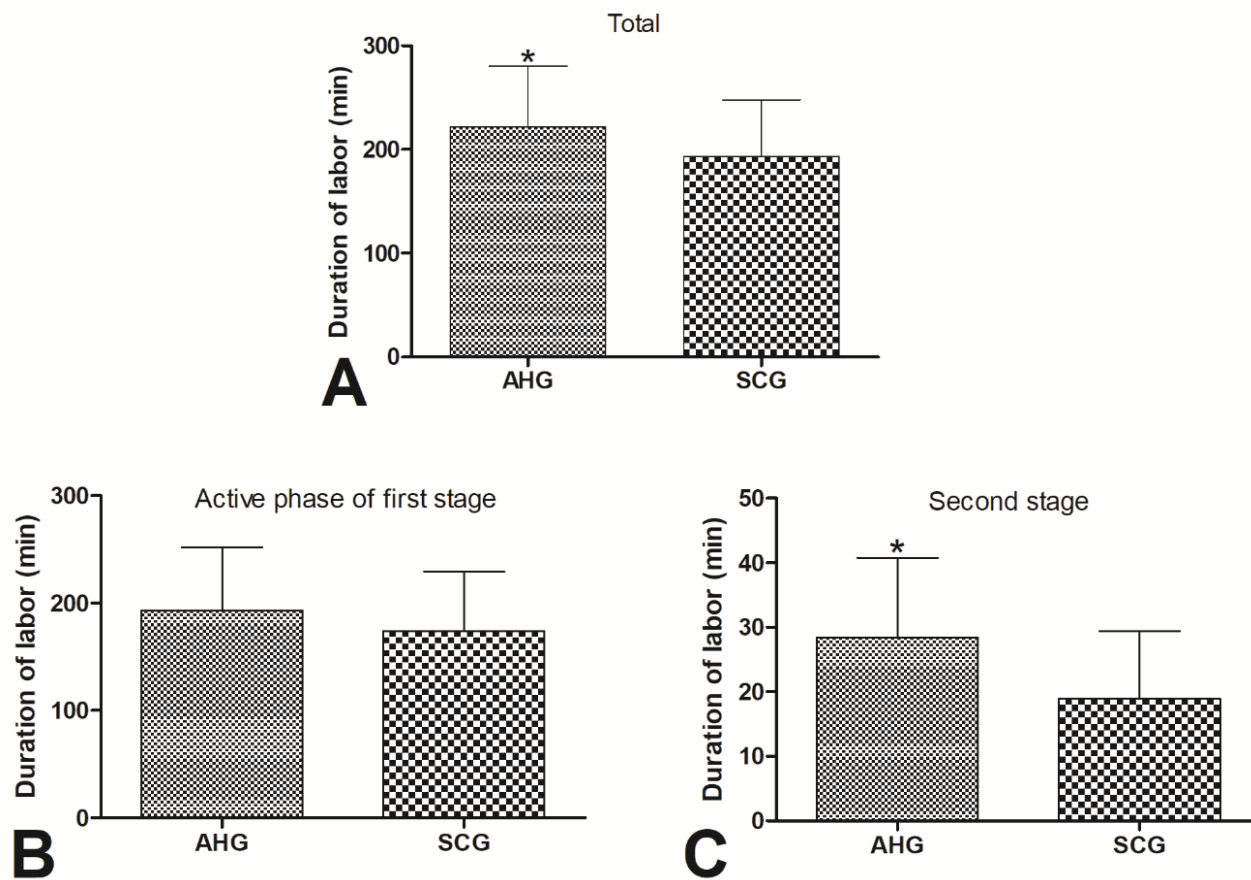 Total
Duration of labor (min)
300
200
100
0
*
AHG
SCG
A
Active phase of first stage
Duration of labor (min)
300
200
100
0
AHG
SCG
B
Second stage
Duration of labor (min)
50
40
30
20
10
0
*
AHG
SCG
C